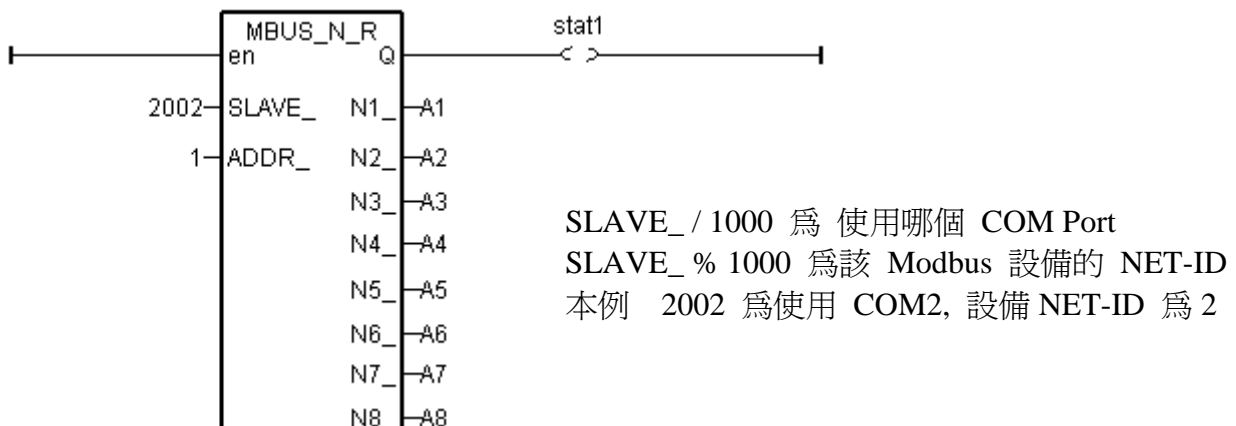 MBUS_N_R
stat1
en Q
2002 SLAVE_ N1_ A1
1 ADDR_ N2_ A2
N3_ A3
N4_ A4
N5_ A5
N6_ A6
N7_ A7
N8 A8
SLAVE_ / 1000 爲 使用哪個 COM Port
SLAVE_ % 1000 爲該 Modbus 設備的 NET-ID
本例 2002 爲使用 COM2, 設備 NET-ID 爲 2